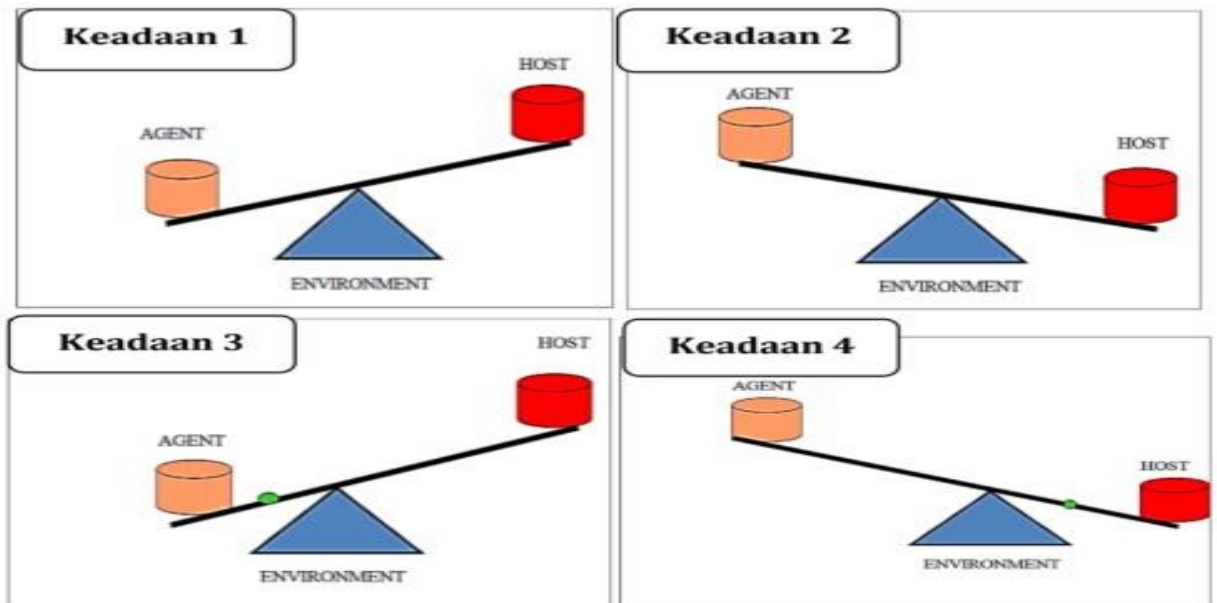 Keadaan 1
HOST
AGENT
ENVIRONMENT
Keadaan 2
AGENT
HOST
ENVIRONMENT
Keadaan 3
HOST
AGENT
ENVIRONMENT
Keadaan 4
AGENT
HOST
ENVIRONMENT